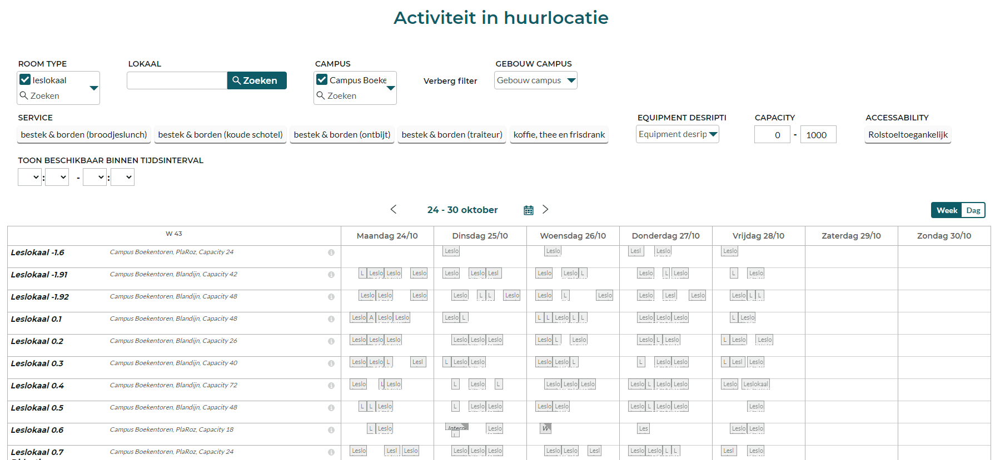 Activiteit in huurlocatie
ROOM TYPE LOKAAL CAMPUS GEBOUW CAMPUS
leslokaal Zoeken Campus Boeke Verberg filter Gebouw campus
Zoeken Zoeken
SERVICE EQUIPMENT DESRIPTI CAPACITY ACCESSABILITY
bestek & borden (broodjeslunch) bestek & borden (koude schotel) bestek & borden (ontbijt) bestek & borden (traiteur) koffie, thee en frisdrank Equipment desrip 0 - 1000 Rolstoeltoegankelijk
TOON BESCHIKBAAR BINNEN TIJDSINTERVAL
: - :
24 - 30 oktober Week Dag
W 43 Maandag 24/10 Dinsdag 25/10 Woensdag 26/10 Donderdag 27/10 Vrijdag 28/10 Zaterdag 29/10 Zondag 30/10
Leslokaal -1.6 Campus Boekentoren, PlaRoz, Capacity 24 Leslo Leslo Lesl Leslo Leslo
Leslokaal -1.91 Campus Boekentoren, Blandijn, Capacity 42 L Leslo Leslo Leslo Leslo Leslo Lesl Leslo Leslo L Leslo L Leslo L Leslo
Leslokaal -1.92 Campus Boekentoren, Blandijn, Capacity 48 Leslo Leslo Leslo Leslo L L Leslo Leslo L Leslo Leslo Lesl Leslo Leslo L L
Leslokaal 0.1 Campus Boekentoren, Blandijn, Capacity 48 Leslo A Leslo Leslo Leslo L L L Leslo L L Leslo Leslo Leslo L Leslo
Leslokaal 0.2 Campus Boekentoren, Blandijn, Capacity 26 Leslo Leslo Leslo Leslo Leslo Leslo Leslo L Leslo Leslo L Leslo L Leslo Leslo
Leslokaal 0.3 Campus Boekentoren, Blandijn, Capacity 40 Leslo Leslo L Lesl L Leslo Leslo Leslo Leslo L L Leslo Leslo L Lesl Leslo
Leslokaal 0.4 Campus Boekentoren, Blandijn, Capacity 72 Leslo L Leslo L Leslo L Leslo Leslo Leslo Leslo L Leslo Leslo Leslo Leslokaal
Leslokaal 0.5 Campus Boekentoren, Blandijn, Capacity 48 L L Leslo L Leslo Leslo Leslo Leslo Leslo L Leslo Leslo Leslo
Leslokaal 0.6 Campus Boekentoren, PlaRoz, Capacity 18 L Leslo Intern L Leslo W Les Leslo Leslo
Leslokaal 0.7 Campus Boekentoren, PlaRoz, Capacity 24 Leslo Lesl Leslo Leslo Leslo Leslo Leslo Leslo Lesl Leslo Leslo L L Lesl Leslo